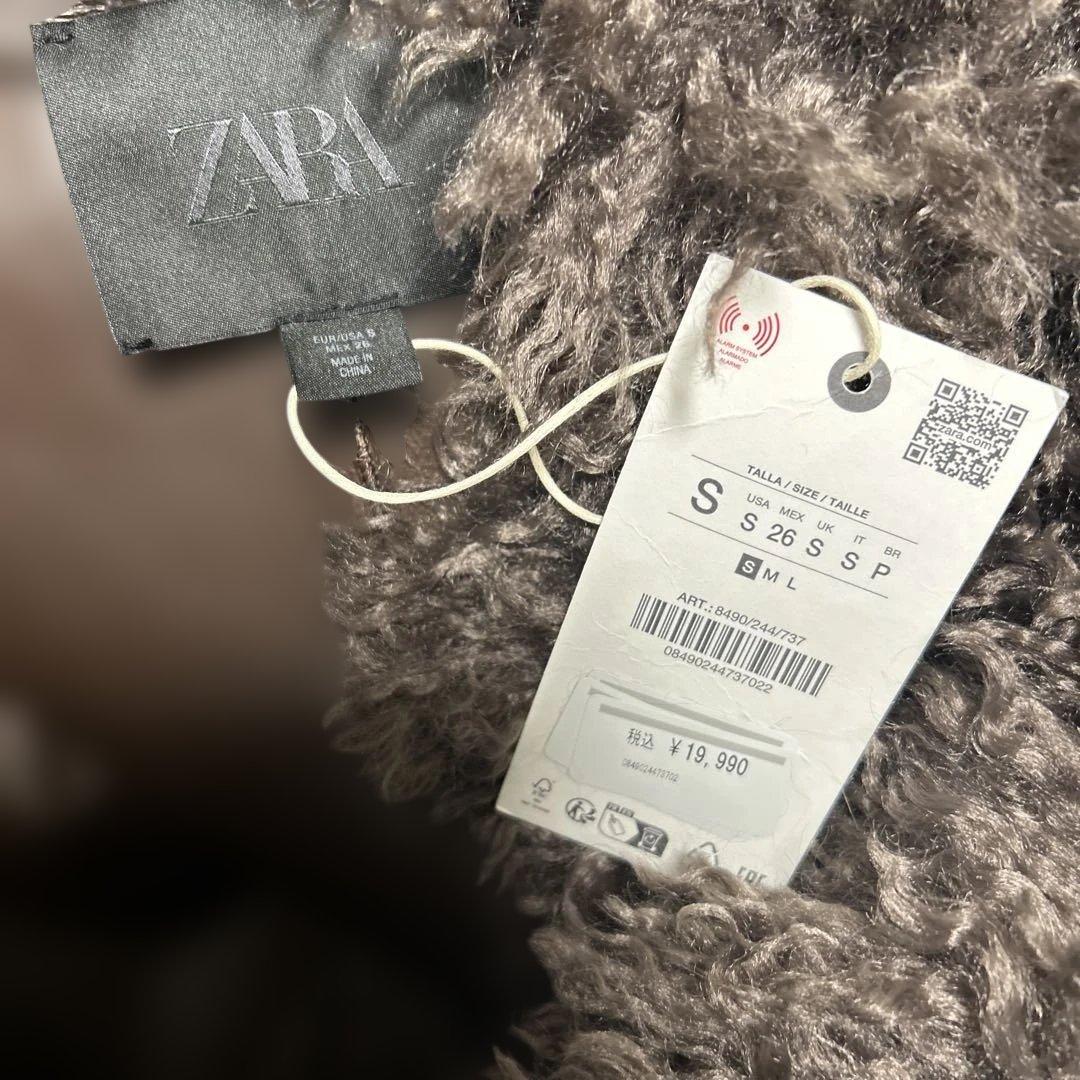 ZARA
EUR/USA S
MEX 26
MADE IN
CHINA
ALARM SYSTEM
ALARMADO
ALARME
zara.com
TALLA / SIZE / TAILLE
USA MEX UK IT BR
S S 26 S S P
S M L
ART.: 8490/244/737
08490244737022
税込 ¥19,990
0849024473702